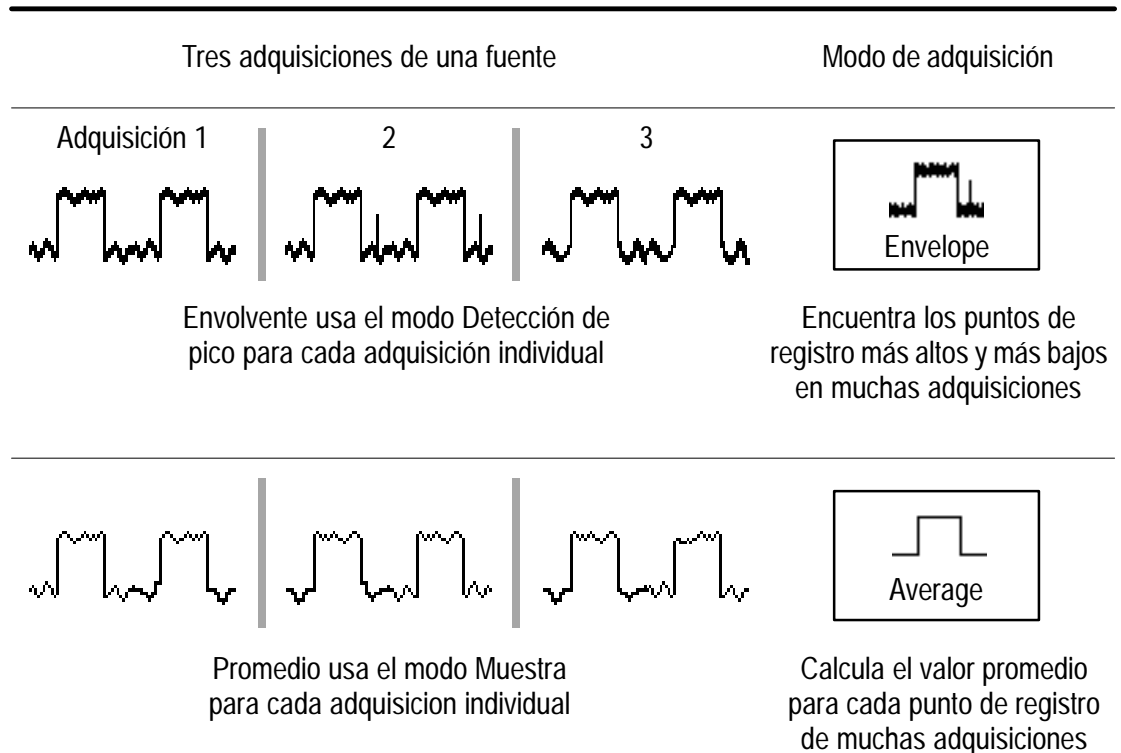 Tres adquisiciones de una fuente
Modo de adquisición
Adquisición 1
2
3
Envelope
Envolvente usa el modo Detección de
pico para cada adquisición individual
Encuentra los puntos de
registro más altos y más bajos
en muchas adquisiciones
Average
Promedio usa el modo Muestra
para cada adquisicion individual
Calcula el valor promedio
para cada punto de registro
de muchas adquisiciones